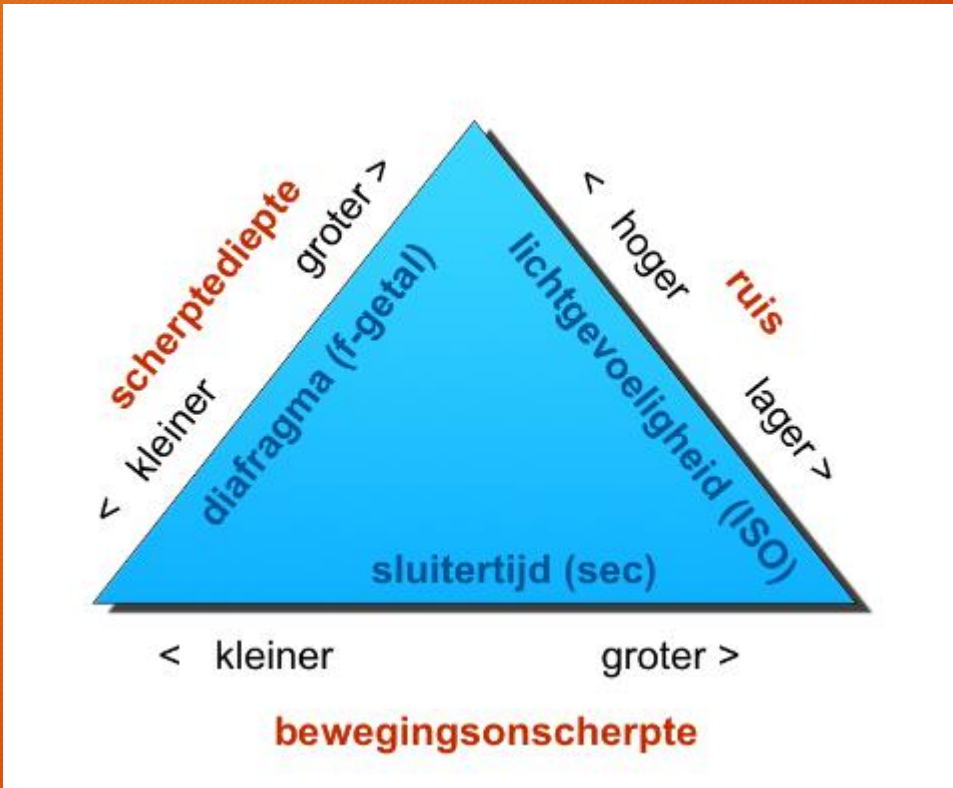 scherptediepte
< kleiner
groter >
diafragma (f-getal)
< hoger
ruis
lager >
lichtgevoeligheid (ISO)
sluitertijd (sec)
< kleiner
groter >
bewegingsonscherpte